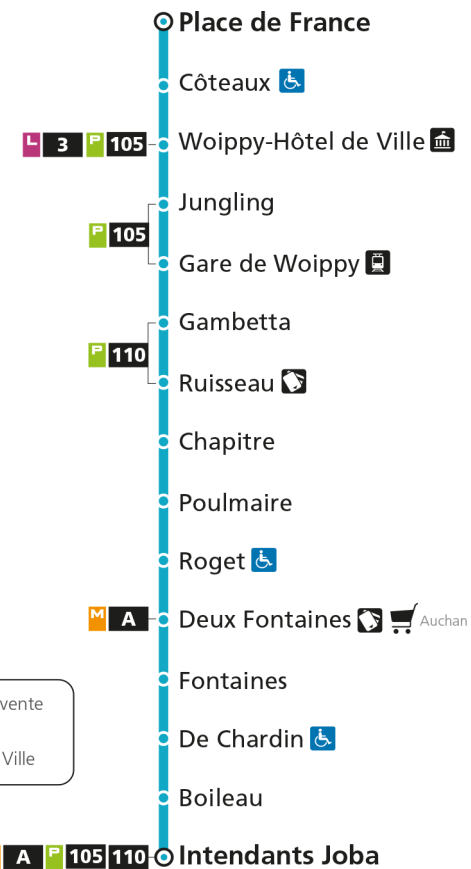 Place de France
Côteaux
L 3 P 105 Woippy-Hôtel de Ville
Jungling
P 105
Gare de Woippy
Gambetta
P 110
Ruisseau
Chapitre
Poulmaire
Roget
M A Deux Fontaines Auchan
Fontaines
vente
De Chardin
Ville
Boileau
A P 105 110 Intendants Joba